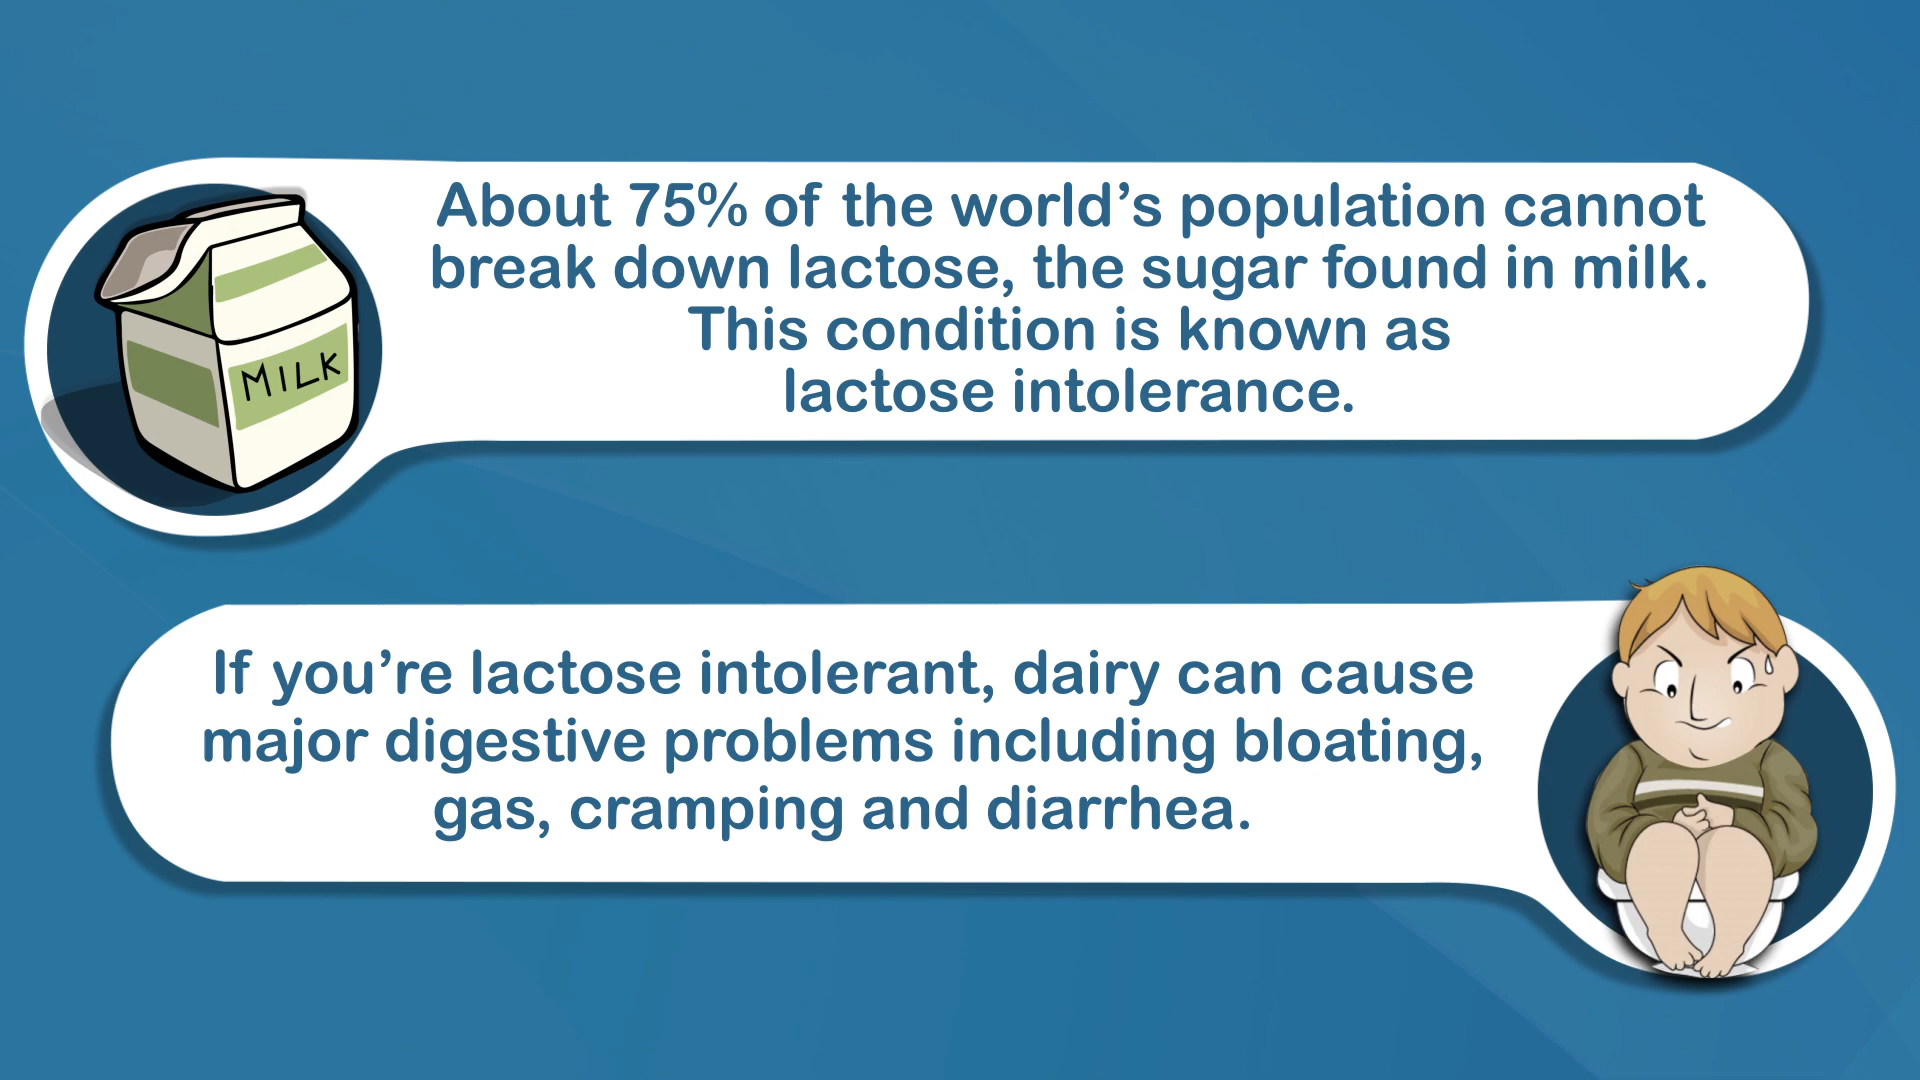 About 75% of the world’s population cannot
break down lactose, the sugar found in milk.
This condition is known as
lactose intolerance.
MILK
If you’re lactose intolerant, dairy can cause
major digestive problems including bloating,
gas, cramping and diarrhea.